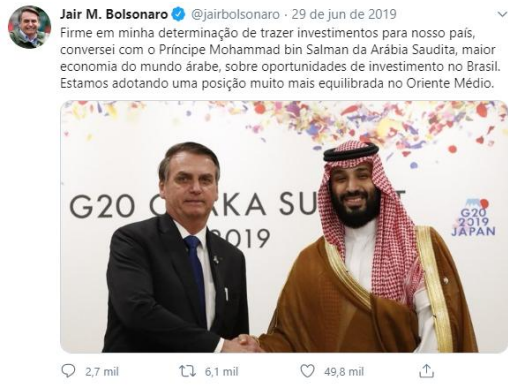 Jair M. Bolsonaro @jairbolsonaro · 29 de jun de 2019
Firme em minha determinação de trazer investimentos para nosso país,
conversei com o Príncipe Mohammad bin Salman da Arábia Saudita, maior
economia do mundo árabe, sobre oportunidades de investimento no Brasil.
Estamos adotando uma posição muito mais equilibrada no Oriente Médio.
G20 O AKA SU IT
2019
G20
2019
JAPAN
2,7 mil 6,1 mil 49,8 mil